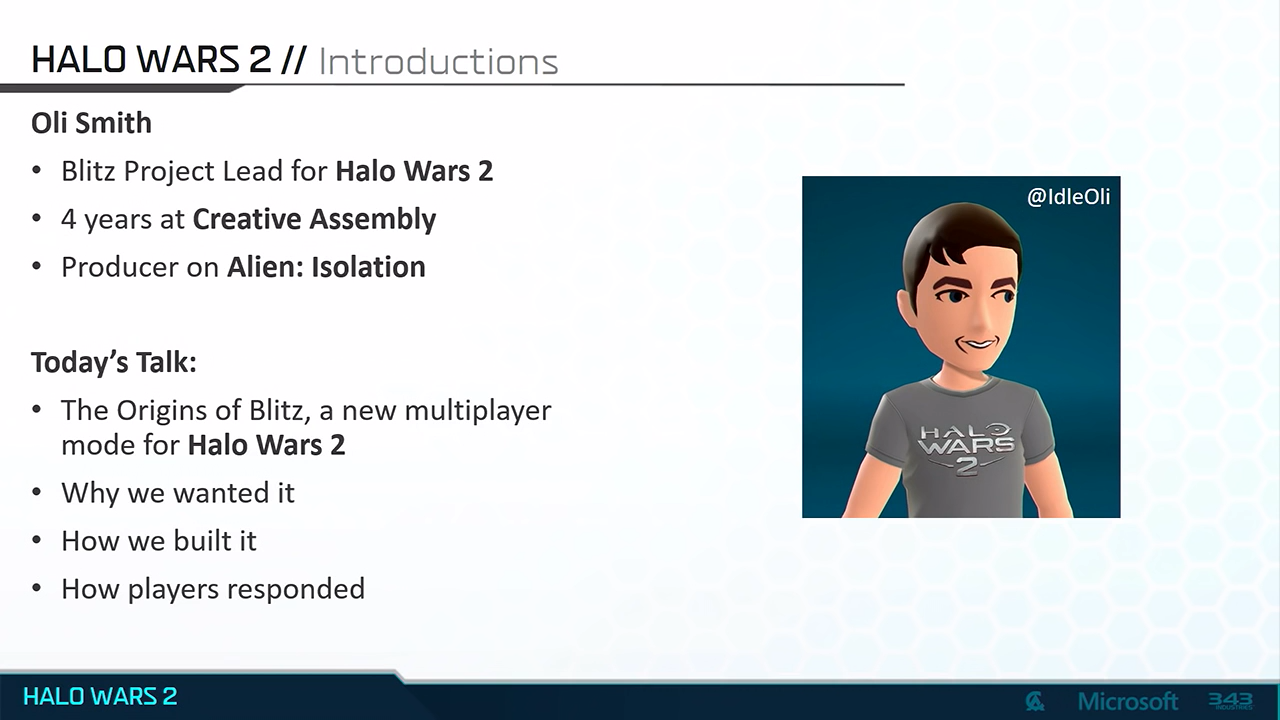 HALO WARS 2 // Introductions
Oli Smith
• Blitz Project Lead for Halo Wars 2
• 4 years at Creative Assembly
• Producer on Alien: Isolation
@IdleOli
HALO
WARS
2
Today’s Talk:
• The Origins of Blitz, a new multiplayer
mode for Halo Wars 2
• Why we wanted it
• How we built it
• How players responded
HALO WARS 2
Microsoft
343
INDUSTRIES